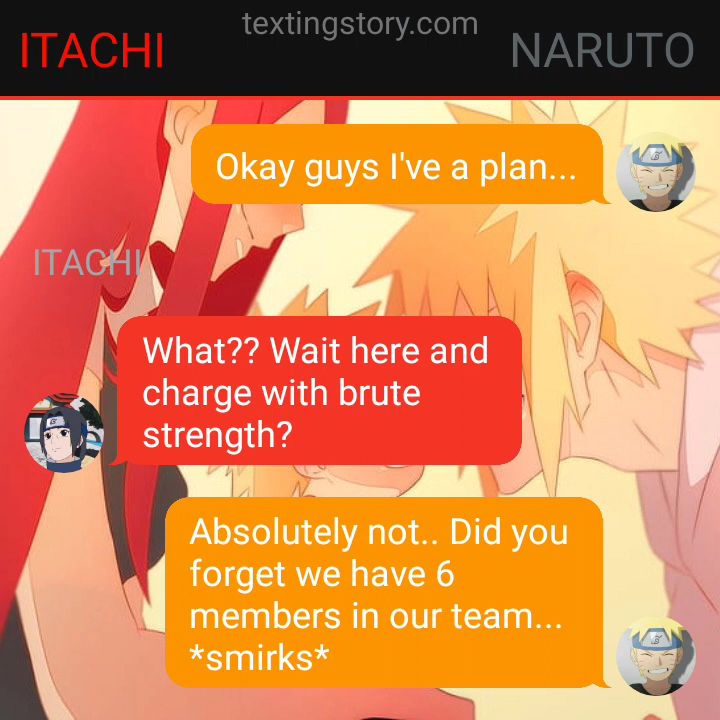 textingstory.com
ITACHI
NARUTO
Okay guys I've a plan...
ITACHI
What?? Wait here and
charge with brute
strength?
Absolutely not.. Did you
forget we have 6
members in our team...
*smirks*